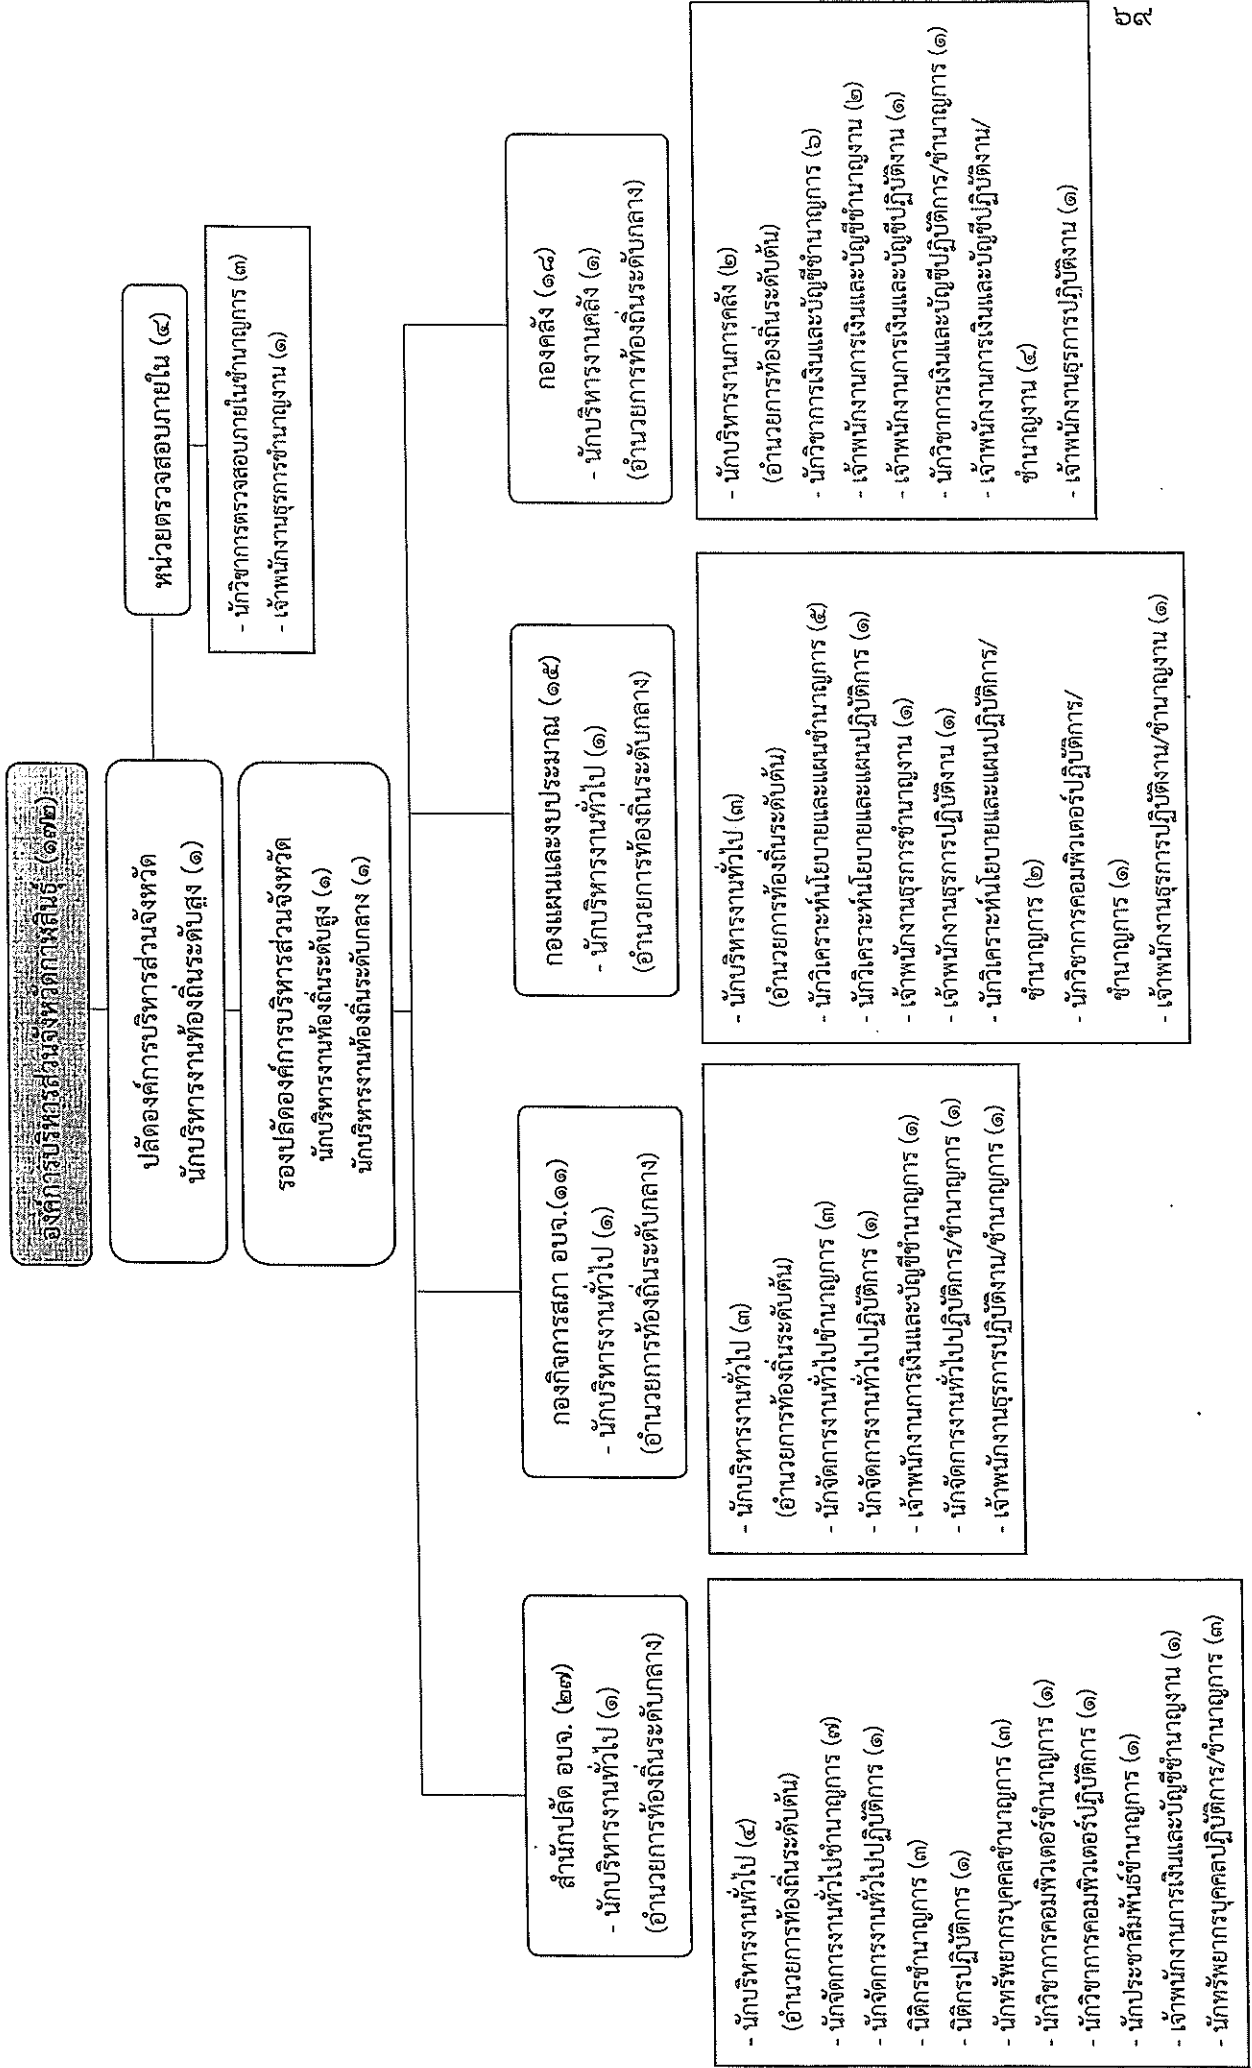 ๖๙
องค์การบริหารส่วนจังหวัดกาฬสินธุ์ (๑๗๒)
ปลัดองค์การบริหารส่วนจังหวัด
นักบริหารงานท้องถิ่นระดับสูง (๑)
หน่วยตรวจสอบภายใน (๔)
- นักวิชาการตรวจสอบภายในชำนาญการ (๓)
- เจ้าพนักงานธุรการชำนาญงาน (๑)
รองปลัดองค์การบริหารส่วนจังหวัด
นักบริหารงานท้องถิ่นระดับสูง (๑)
นักบริหารงานท้องถิ่นระดับกลาง (๑)
สำนักปลัด อบจ. (๒๗)
- นักบริหารงานทั่วไป (๑)
(อำนวยการท้องถิ่นระดับกลาง)
- นักบริหารงานทั่วไป (๔)
(อำนวยการท้องถิ่นระดับต้น)
- นักจัดการงานทั่วไปชำนาญการ (๗)
- นักจัดการงานทั่วไปปฏิบัติการ (๑)
- นิติกรชำนาญการ (๓)
- นิติกรปฏิบัติการ (๑)
- นักทรัพยากรบุคคลชำนาญการ (๓)
- นักวิชาการคอมพิวเตอร์ชำนาญการ (๑)
- นักวิชาการคอมพิวเตอร์ปฏิบัติการ (๑)
- นักประชาสัมพันธ์ชำนาญการ (๑)
- เจ้าพนักงานการเงินและบัญชีชำนาญงาน (๑)
- นักทรัพยากรบุคคลปฏิบัติการ/ชำนาญการ (๓)
กองกิจการสภา อบจ.(๑๑)
- นักบริหารงานทั่วไป (๑)
(อำนวยการท้องถิ่นระดับกลาง)
- นักบริหารงานทั่วไป (๓)
(อำนวยการท้องถิ่นระดับต้น)
- นักจัดการงานทั่วไปชำนาญการ (๓)
- นักจัดการงานทั่วไปปฏิบัติการ (๑)
- เจ้าพนักงานการเงินและบัญชีชำนาญการ (๑)
- นักจัดการงานทั่วไปปฏิบัติการ/ชำนาญการ (๑)
- เจ้าพนักงานธุรการปฏิบัติงาน/ชำนาญการ (๑)
กองแผนและงบประมาณ (๑๕)
- นักบริหารงานทั่วไป (๑)
(อำนวยการท้องถิ่นระดับกลาง)
- นักบริหารงานทั่วไป (๓)
(อำนวยการท้องถิ่นระดับต้น)
- นักวิเคราะห์นโยบายและแผนชำนาญการ (๕)
- นักวิเคราะห์นโยบายและแผนปฏิบัติการ (๑)
- เจ้าพนักงานธุรการชำนาญงาน (๑)
- เจ้าพนักงานธุรการปฏิบัติงาน (๑)
- นักวิเคราะห์นโยบายและแผนปฏิบัติการ/
ชำนาญการ (๒)
- นักวิชาการคอมพิวเตอร์ปฏิบัติการ/
ชำนาญการ (๑)
- เจ้าพนักงานธุรการปฏิบัติงาน/ชำนาญงาน (๑)
กองคลัง (๑๘)
- นักบริหารงานคลัง (๑)
(อำนวยการท้องถิ่นระดับกลาง)
- นักบริหารงานการคลัง (๒)
(อำนวยการท้องถิ่นระดับต้น)
- นักวิชาการเงินและบัญชีชำนาญการ (๖)
- เจ้าพนักงานการเงินและบัญชีชำนาญงาน (๒)
- เจ้าพนักงานการเงินและบัญชีปฏิบัติงาน (๑)
- นักวิชาการเงินและบัญชีปฏิบัติการ/ชำนาญการ (๑)
- เจ้าพนักงานการเงินและบัญชีปฏิบัติงาน/
ชำนาญงาน (๔)
- เจ้าพนักงานธุรการปฏิบัติงาน (๑)